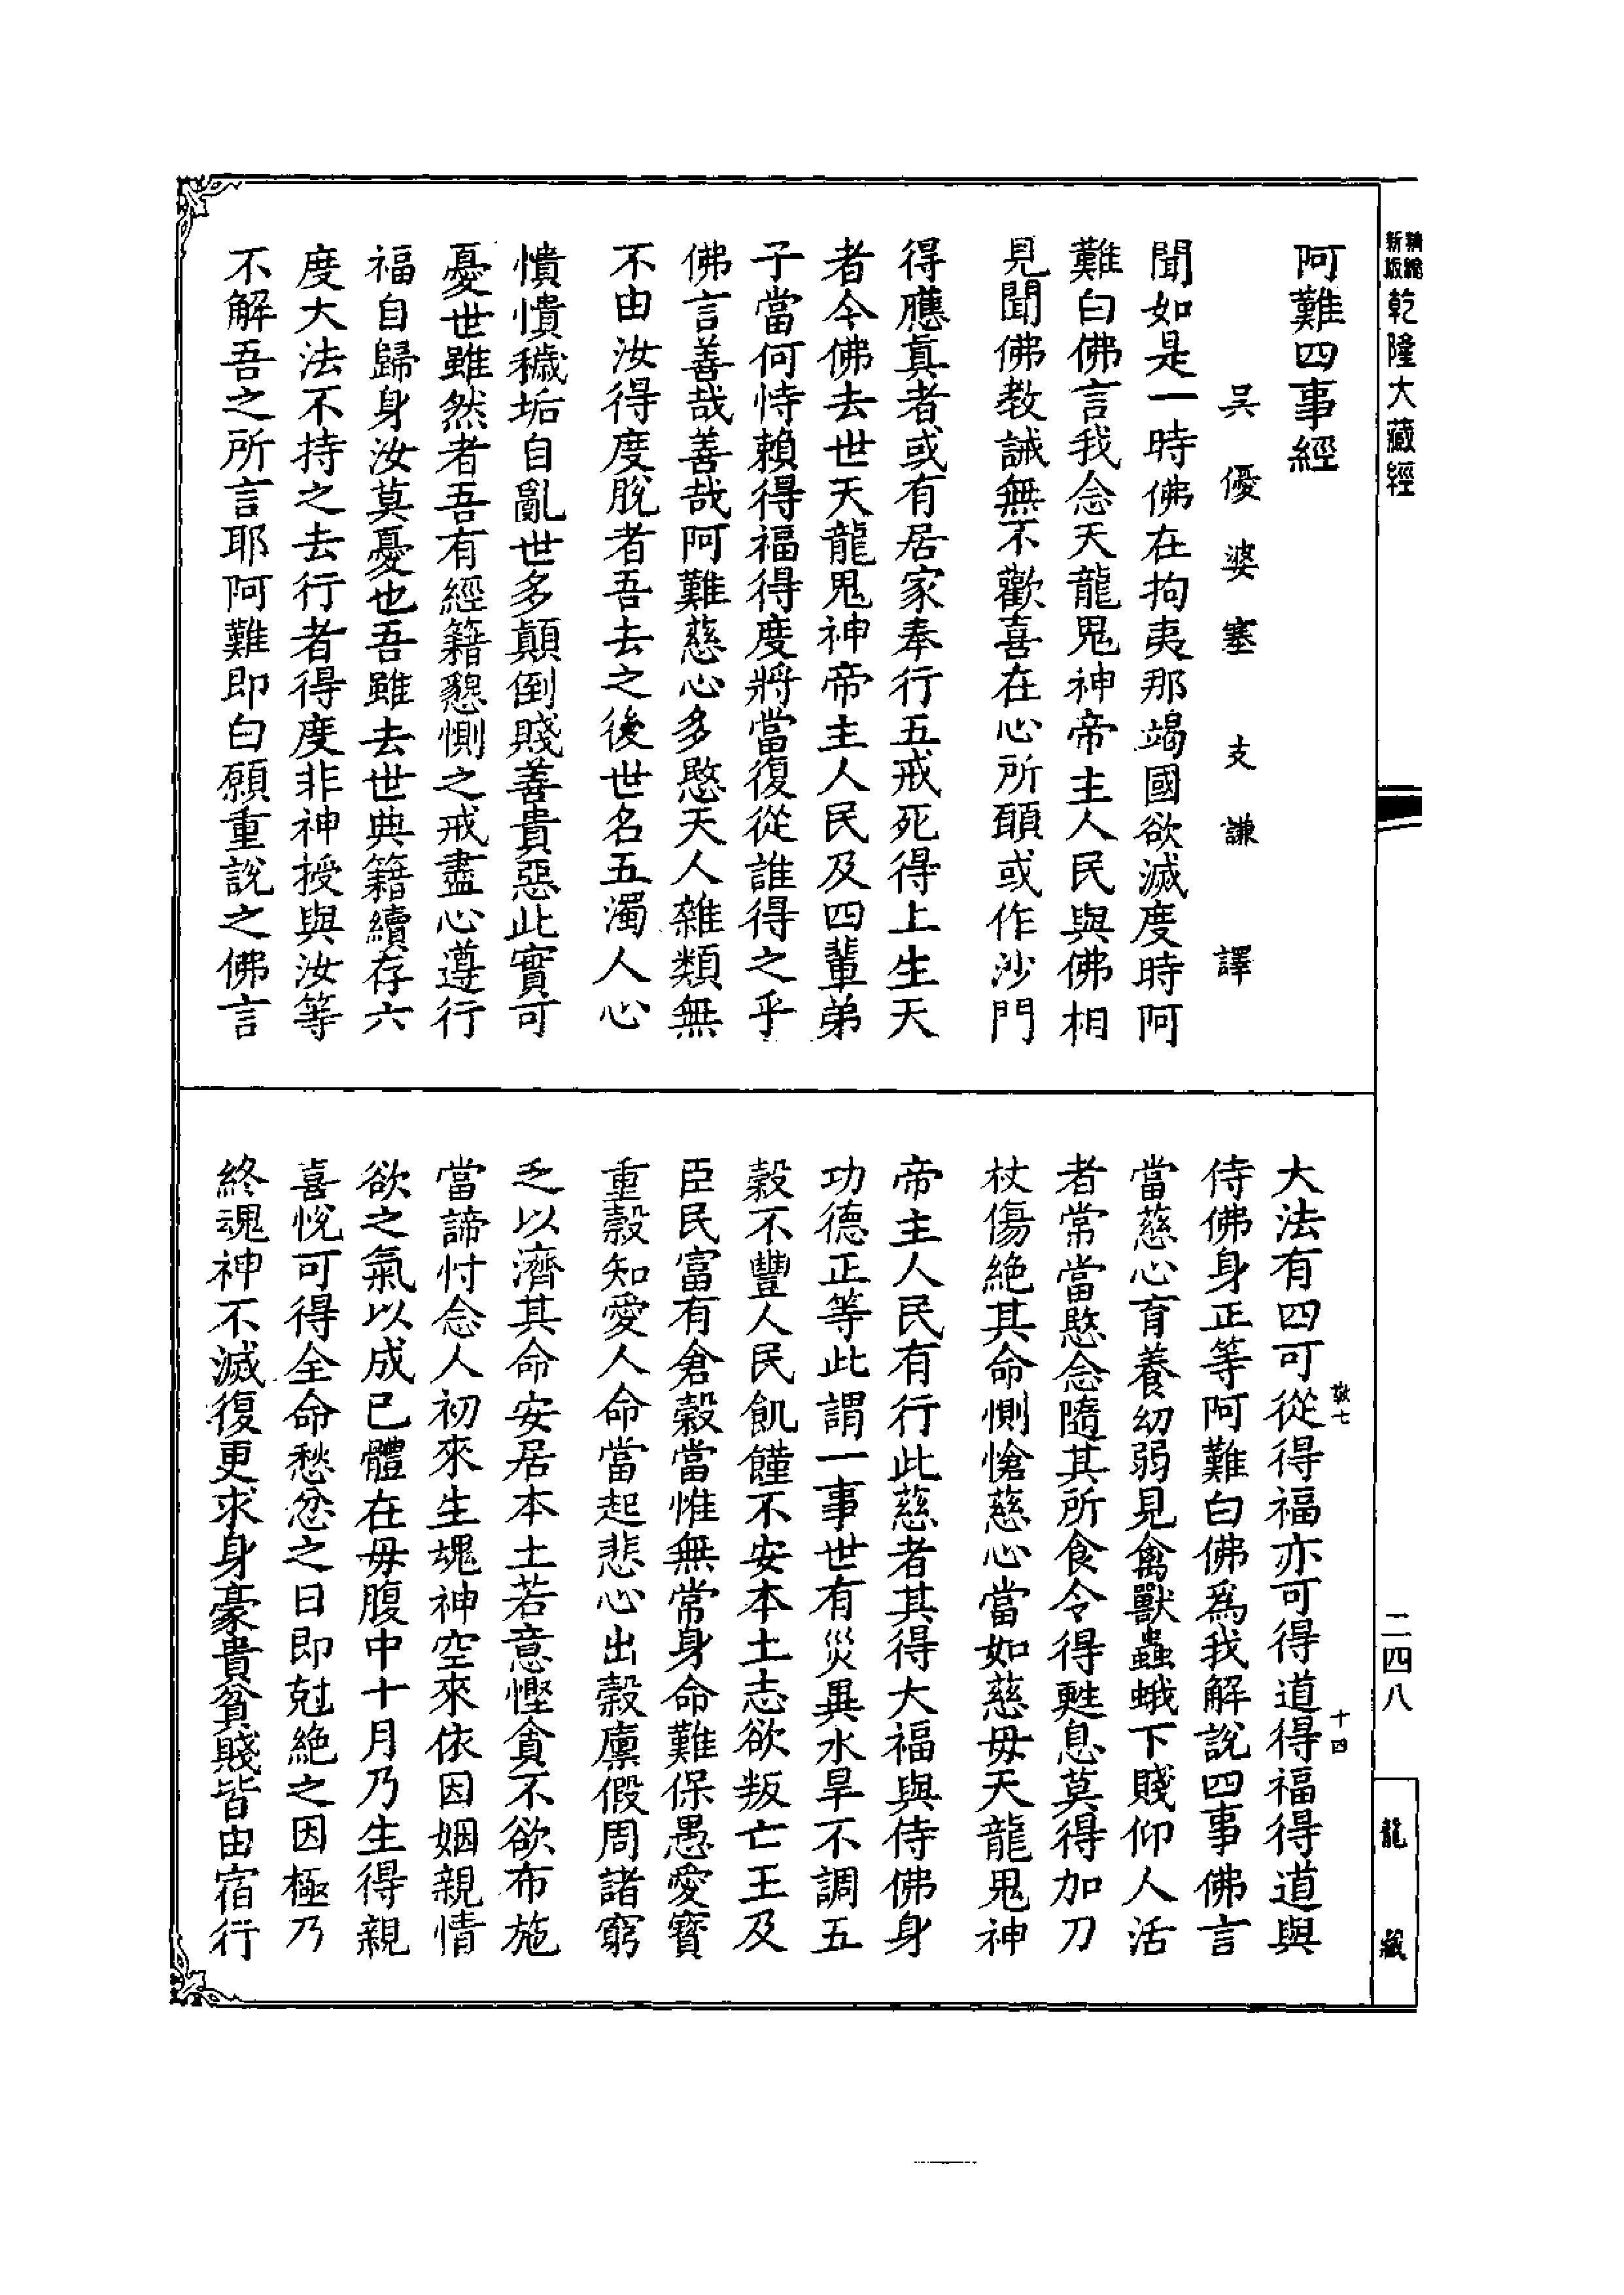 新版
精縮
乾隆大藏經
阿難四事經
吳優婆塞支謙譯
聞如是一時佛在拘夷那竭國欲滅度時阿
難白佛言我念天龍鬼神帝主人民與佛相
見聞佛教誡無不歡喜在心所願或作沙門
得應真者或有居家奉行五戒死得上生天
者今佛去世天龍鬼神帝主人民及四輩弟
子當何恃賴得福得度將當復從誰得之乎
佛言善哉善哉阿難慈心多愍天人雜類無
不由汝得度脫者吾去之後世名五濁人心
憒憒穢垢自亂世多顛倒賤善貴惡此實可
憂世雖然者吾有經籍懇惻之戒盡心遵行
福自歸身汝莫憂也吾雖去世典籍續存六
度大法不持之去行者得度非神授與汝等
不解吾之所言耶阿難即白願重說之佛言
敬七
十四
大法有四可從得福亦可得道得福得道與
侍佛身正等阿難白佛為我解說四事佛言
當慈心育養幼弱見禽獸蟲蛾下賤仰人活
者常當愍念隨其所食令得甦息莫得加刀
杖傷絕其命惻愴慈心當如慈母天龍鬼神
帝主人民有行此慈者其得大福與侍佛身
功德正等此謂一事世有災異水旱不調五
穀不豐人民飢饉不安本土志欲叛亡王及
臣民富有倉穀當惟無常身命難保愚愛寶
重穀知愛人命當起悲心出穀廩假周諸窮
乏以濟其命安居本土若意慳貪不欲布施
當諦忖念人初來生魂神空來依因姻親情
欲之氣以成己體在母腹中十月乃生得親
喜悅可得全命愁忿之日即尅絕之因極乃
終魂神不滅復更求身豪貴貧賤皆由宿行
二四八
龍藏